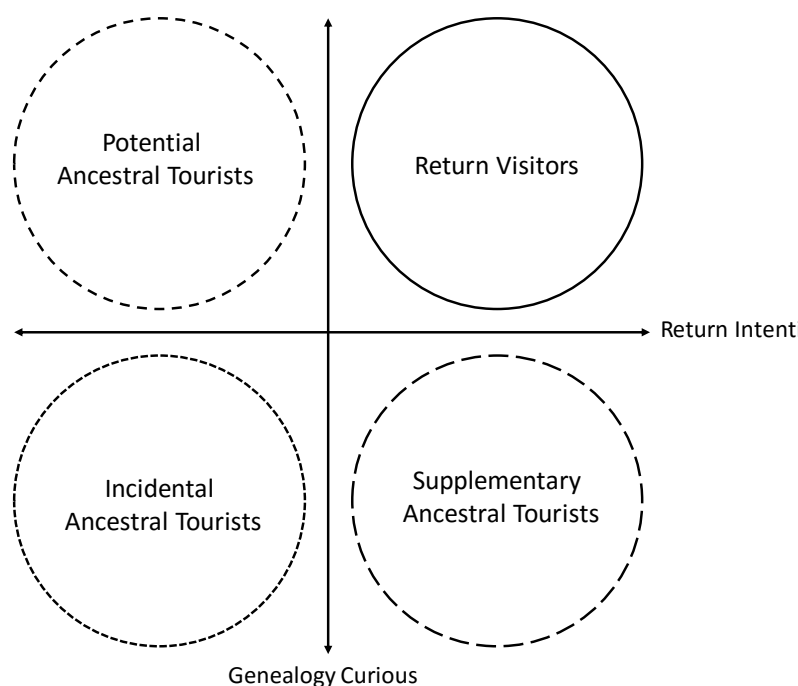 Potential
Ancestral Tourists
Return Visitors
Return Intent
Incidental
Ancestral Tourists
Supplementary
Ancestral Tourists
Genealogy Curious